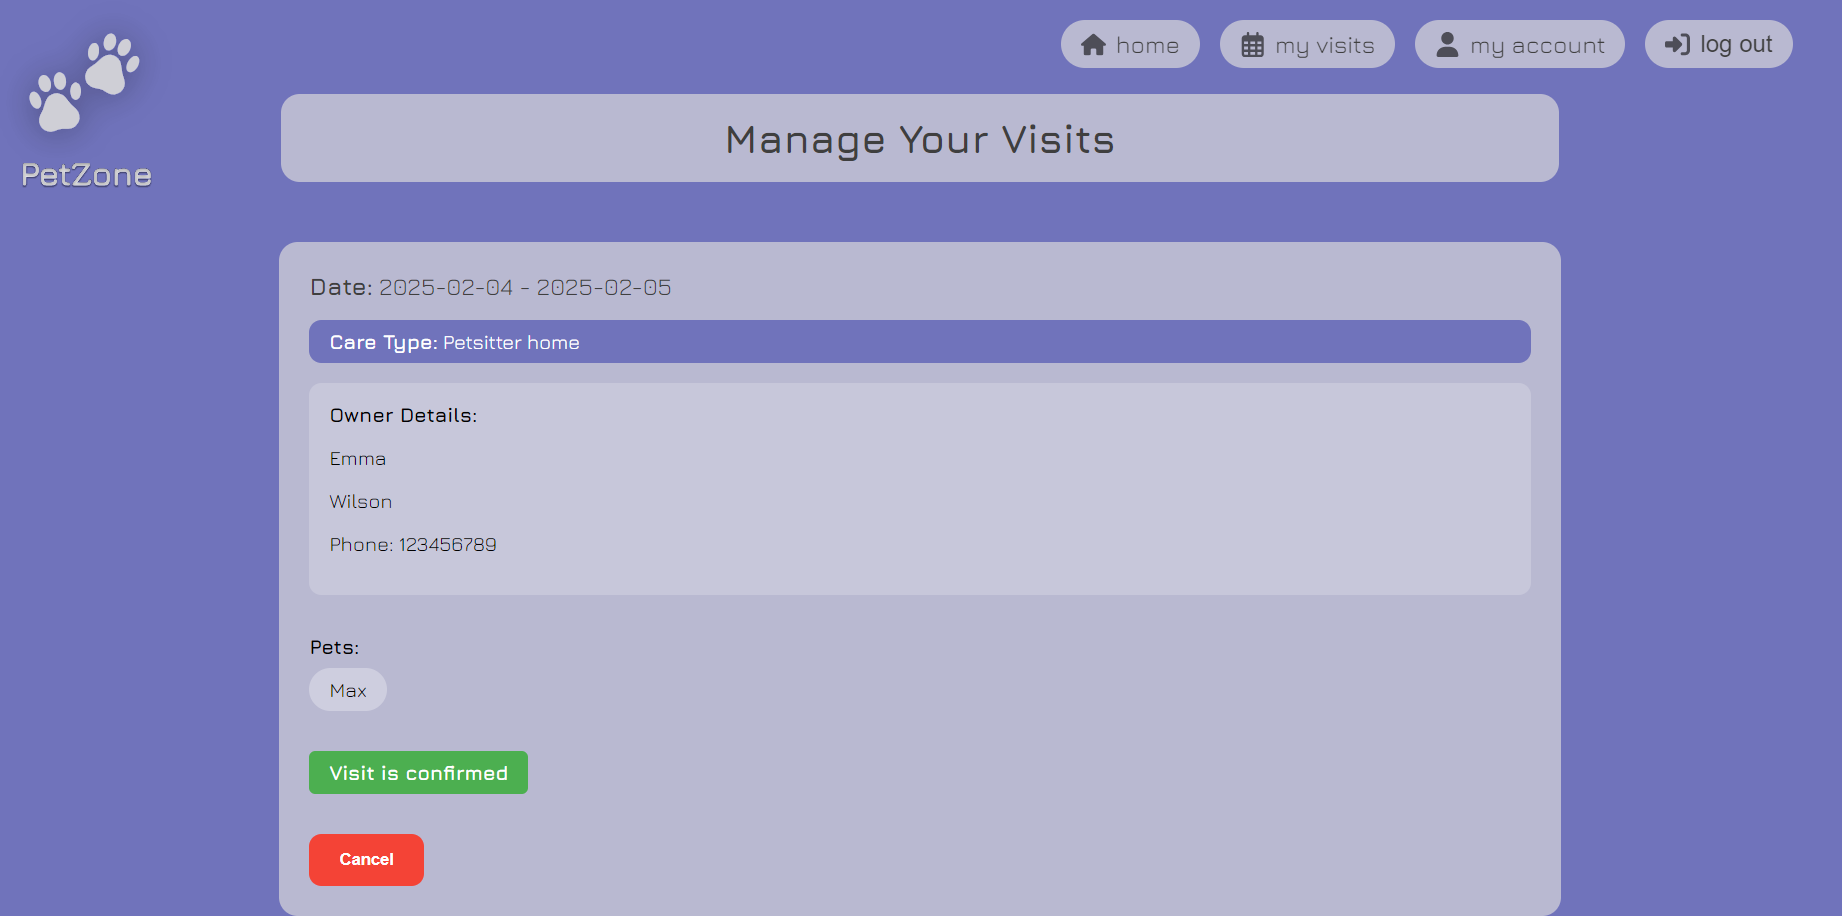 home
my visits
my account
log out
PetZone
Manage Your Visits
Date: 2025-02-04 - 2025-02-05
Care Type: Petsitter home
Owner Details:
Emma
Wilson
Phone: 123456789
Pets:
Max
Visit is confirmed
Cancel